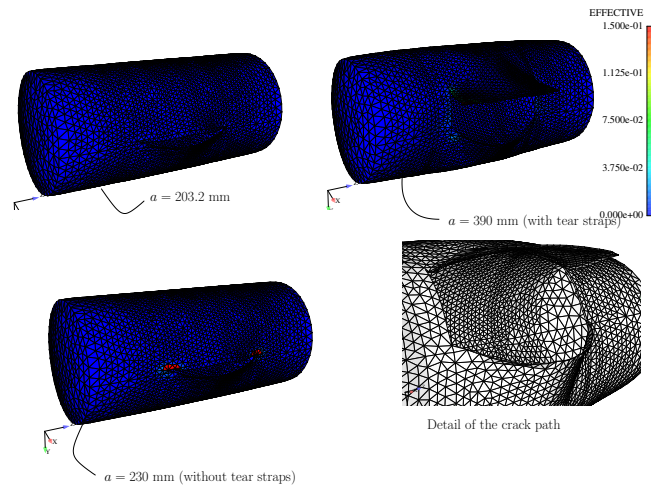 EFFECTIVE
1.500e-01
1.125e-01
7.500e-02
3.752e-02
0.000e+00
a = 203.2 mm
X
a = 390 mm (with tear straps)
X
Y
a = 230 mm (without tear straps)
Detail of the crack path